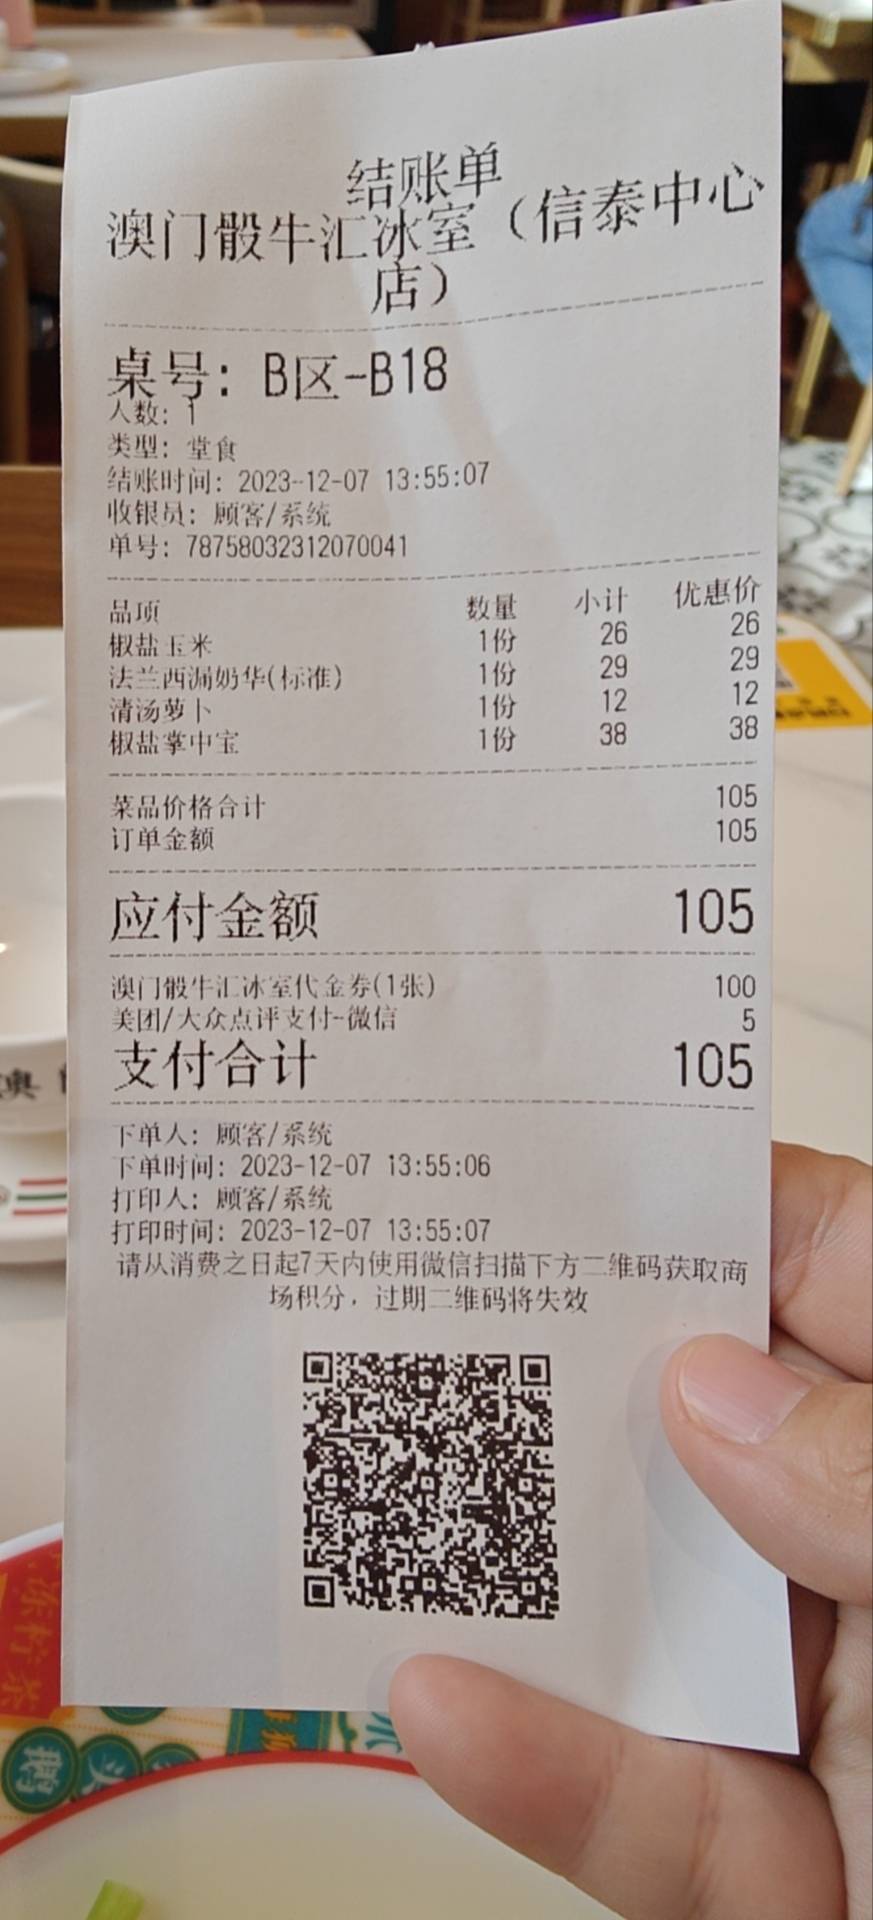 结账单
澳门骰牛汇冰室（信泰中心
店）
桌号: B区-B18
人数: 1
类型: 堂食
结账时间: 2023-12-07 13:55:07
收银员: 顾客/系统
单号: 78758032312070041
品项 数量 小计 优惠价
椒盐玉米 1份 26 26
法兰西漏奶华(标准) 1份 29 29
清汤萝卜 1份 12 12
椒盐掌中宝 1份 38 38
菜品价格合计 105
订单金额 105
应付金额 105
澳门骰牛汇冰室代金券(1张) 100
美团/大众点评支付-微信 5
支付合计 105
下单人: 顾客/系统
下单时间: 2023-12-07 13:55:06
打印人: 顾客/系统
打印时间: 2023-12-07 13:55:07
请从消费之日起7天内使用微信扫描下方二维码获取商
场积分，过期二维码将失效
冻柠茶
澳